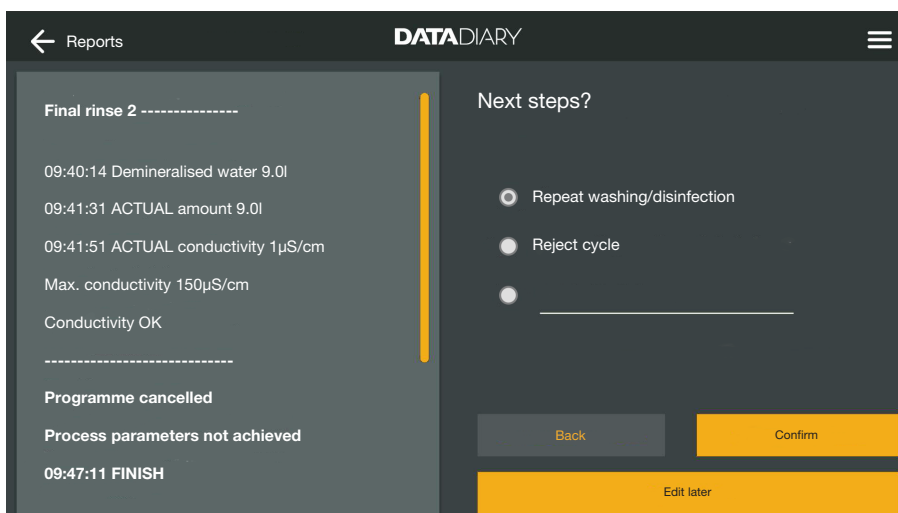 Reports
DATADIARY
Final rinse 2 ---------------
09:40:14 Demineralised water 9.0l
09:41:31 ACTUAL amount 9.0l
09:41:51 ACTUAL conductivity 1µS/cm
Max. conductivity 150µS/cm
Conductivity OK
-----------------------------
Programme cancelled
Process parameters not achieved
09:47:11 FINISH
Next steps?
Repeat washing/disinfection
Reject cycle
Back
Confirm
Edit later